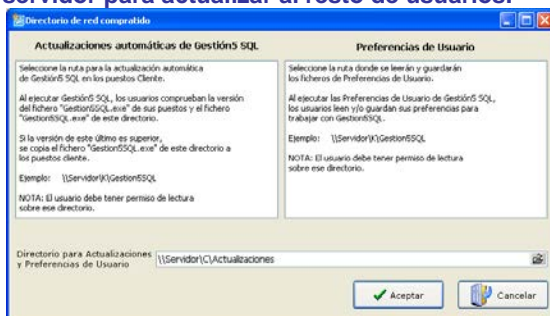 servidor para actualizar al resto de usuarios.
Directorio de red compratido
Actualizaciones automáticas de Gestión5 SQL
Seleccione la ruta para la actualización automática
de Gestión5 SQL en los puestos Cliente.
Al ejecutar Gestión5 SQL, los usuarios comprueban la versión
del fichero "Gestion5SQL.exe" de sus puestos y el fichero
"Gestion5SQL.exe" de este directorio.
Si la versión de este último es superior,
se copia el fichero "Gestion5SQL.exe" de este directorio a
los puestos cliente.
Ejemplo: \\Servidor\K\Gestion5SQL
NOTA: El usuario debe tener permiso de lectura
sobre ese directorio.
Preferencias de Usuario
Seleccione la ruta donde se leerán y guardarán
los ficheros de Preferencias de Usuario.
Al ejecutar las Preferencias de Usuario de Gestión5 SQL,
los usuarios leen y/o guardan sus preferencias para
trabajar con Gestion5SQL.
Ejemplo: \\Servidor\K\Gestion5SQL
NOTA: El usuario debe tener permiso de lectura
sobre ese directorio.
Directorio para Actualizaciones
y Preferencias de Usuario
\\Servidor\C\Actualizaciones
Aceptar
Cancelar